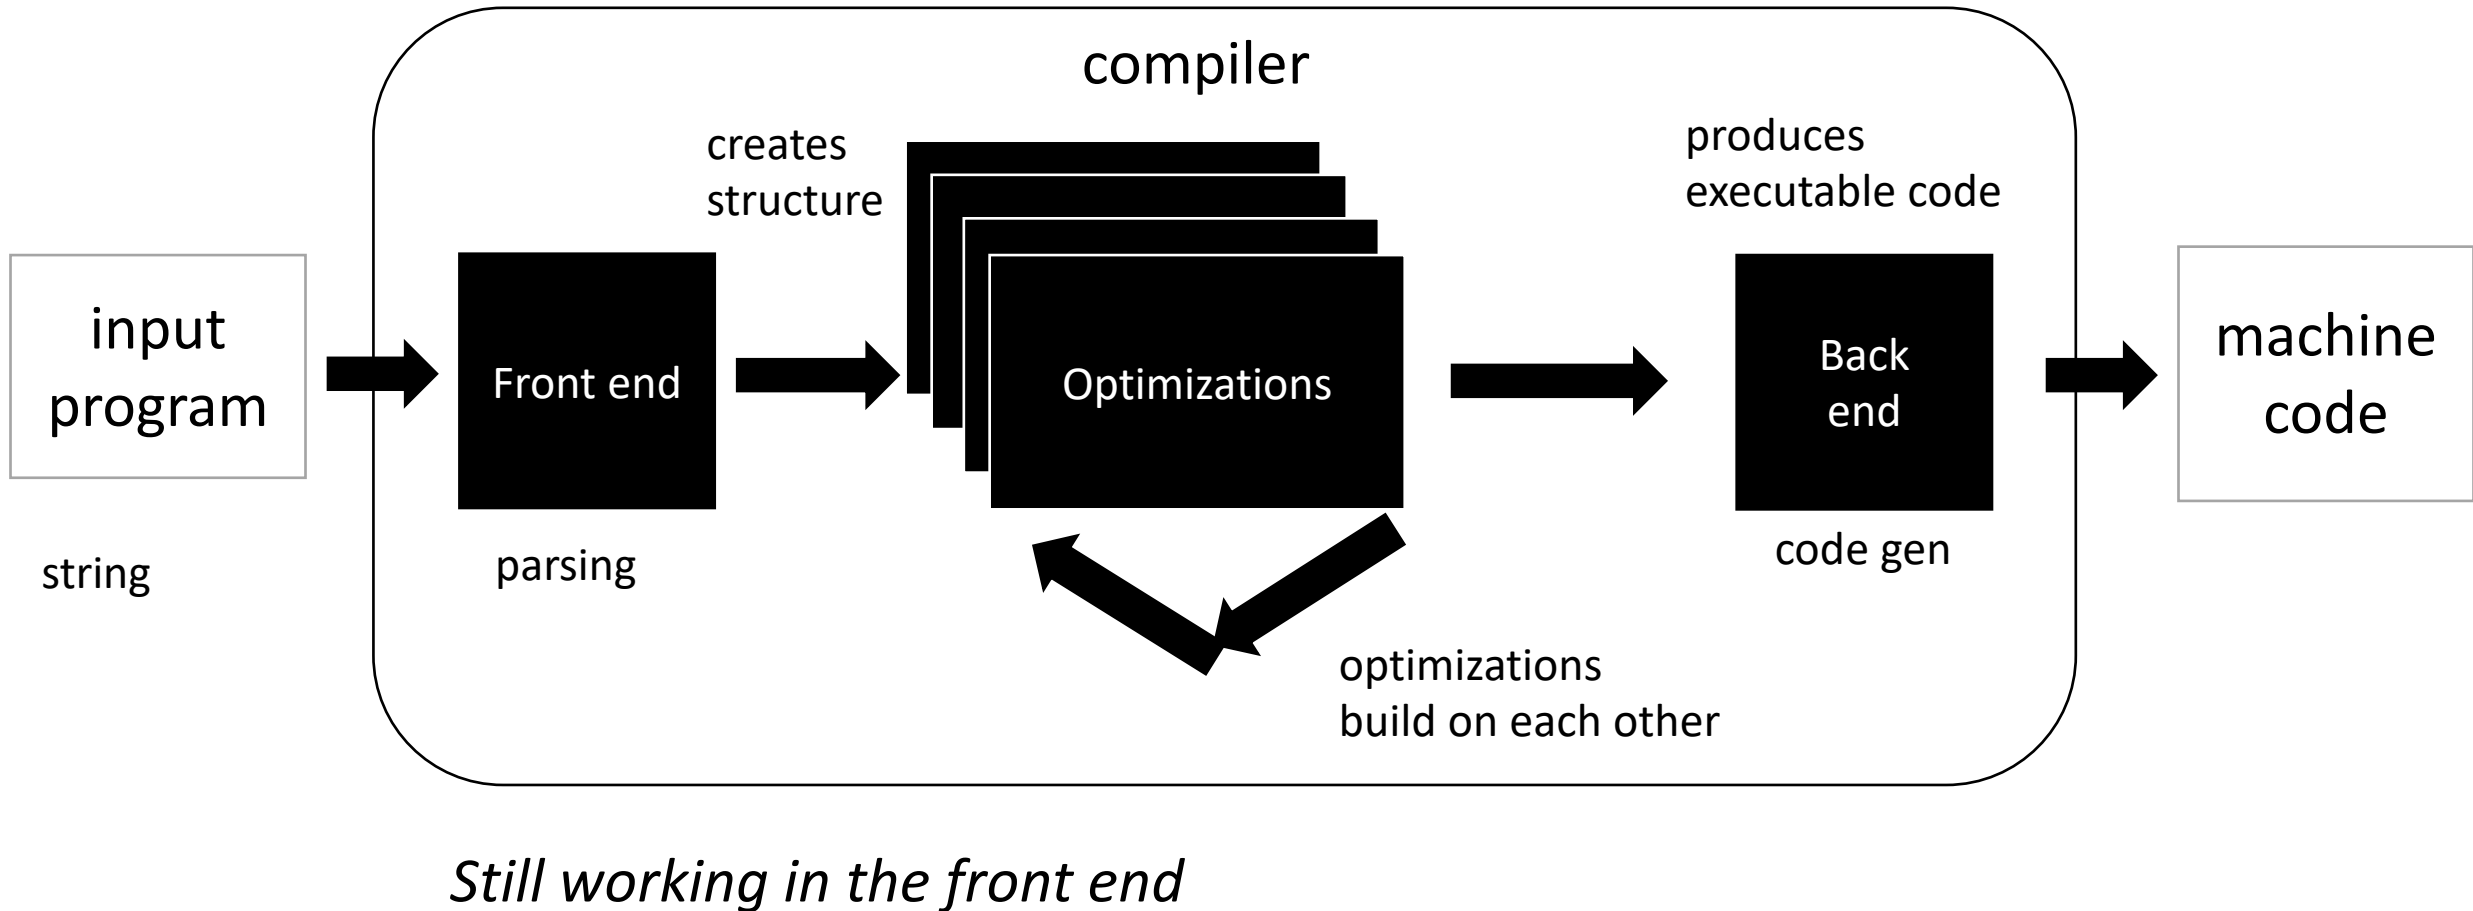 compiler
creates
structure
produces
executable code
input
program
Front end
Optimizations
Back
end
machine
code
string
parsing
code gen
optimizations
build on each other
Still working in the front end